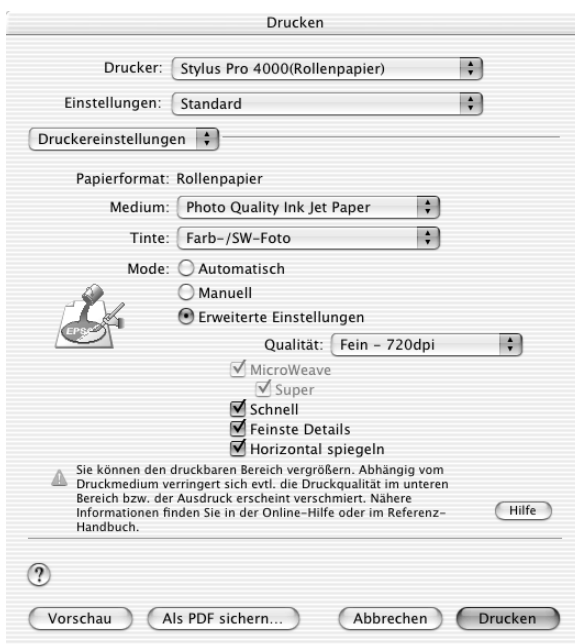 Drucken
Drucker: Stylus Pro 4000(Rollenpapier)
Einstellungen: Standard
Druckereinstellungen
Papierformat: Rollenpapier
Medium: Photo Quality Ink Jet Paper
Tinte: Farb-/SW-Foto
Mode: Automatisch
Manuell
Erweiterte Einstellungen
Qualität: Fein - 720dpi
MicroWeave
Super
Schnell
Feinste Details
Horizontal spiegeln
Sie können den druckbaren Bereich vergrößern. Abhängig vom
Druckmedium verringert sich evtl. die Druckqualität im unteren
Bereich bzw. der Ausdruck erscheint verschmiert. Nähere
Informationen finden Sie in der Online-Hilfe oder im Referenz-
Handbuch.
Hilfe
?
Vorschau Als PDF sichern... Abbrechen Drucken